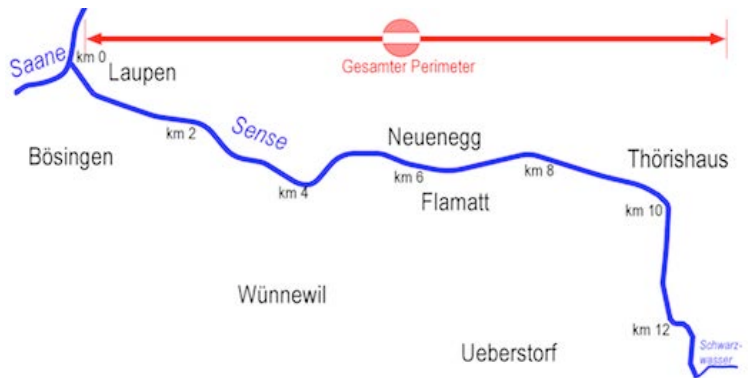 km 0
Saane
Laupen
Gesamter Perimeter
km 2
Sense
Neuenegg
Bösingen
km 4
km 6
km 8
Thörishaus
Flamatt
km 10
Wünnewil
km 12
Ueberstorf
Schwarz-
wasser